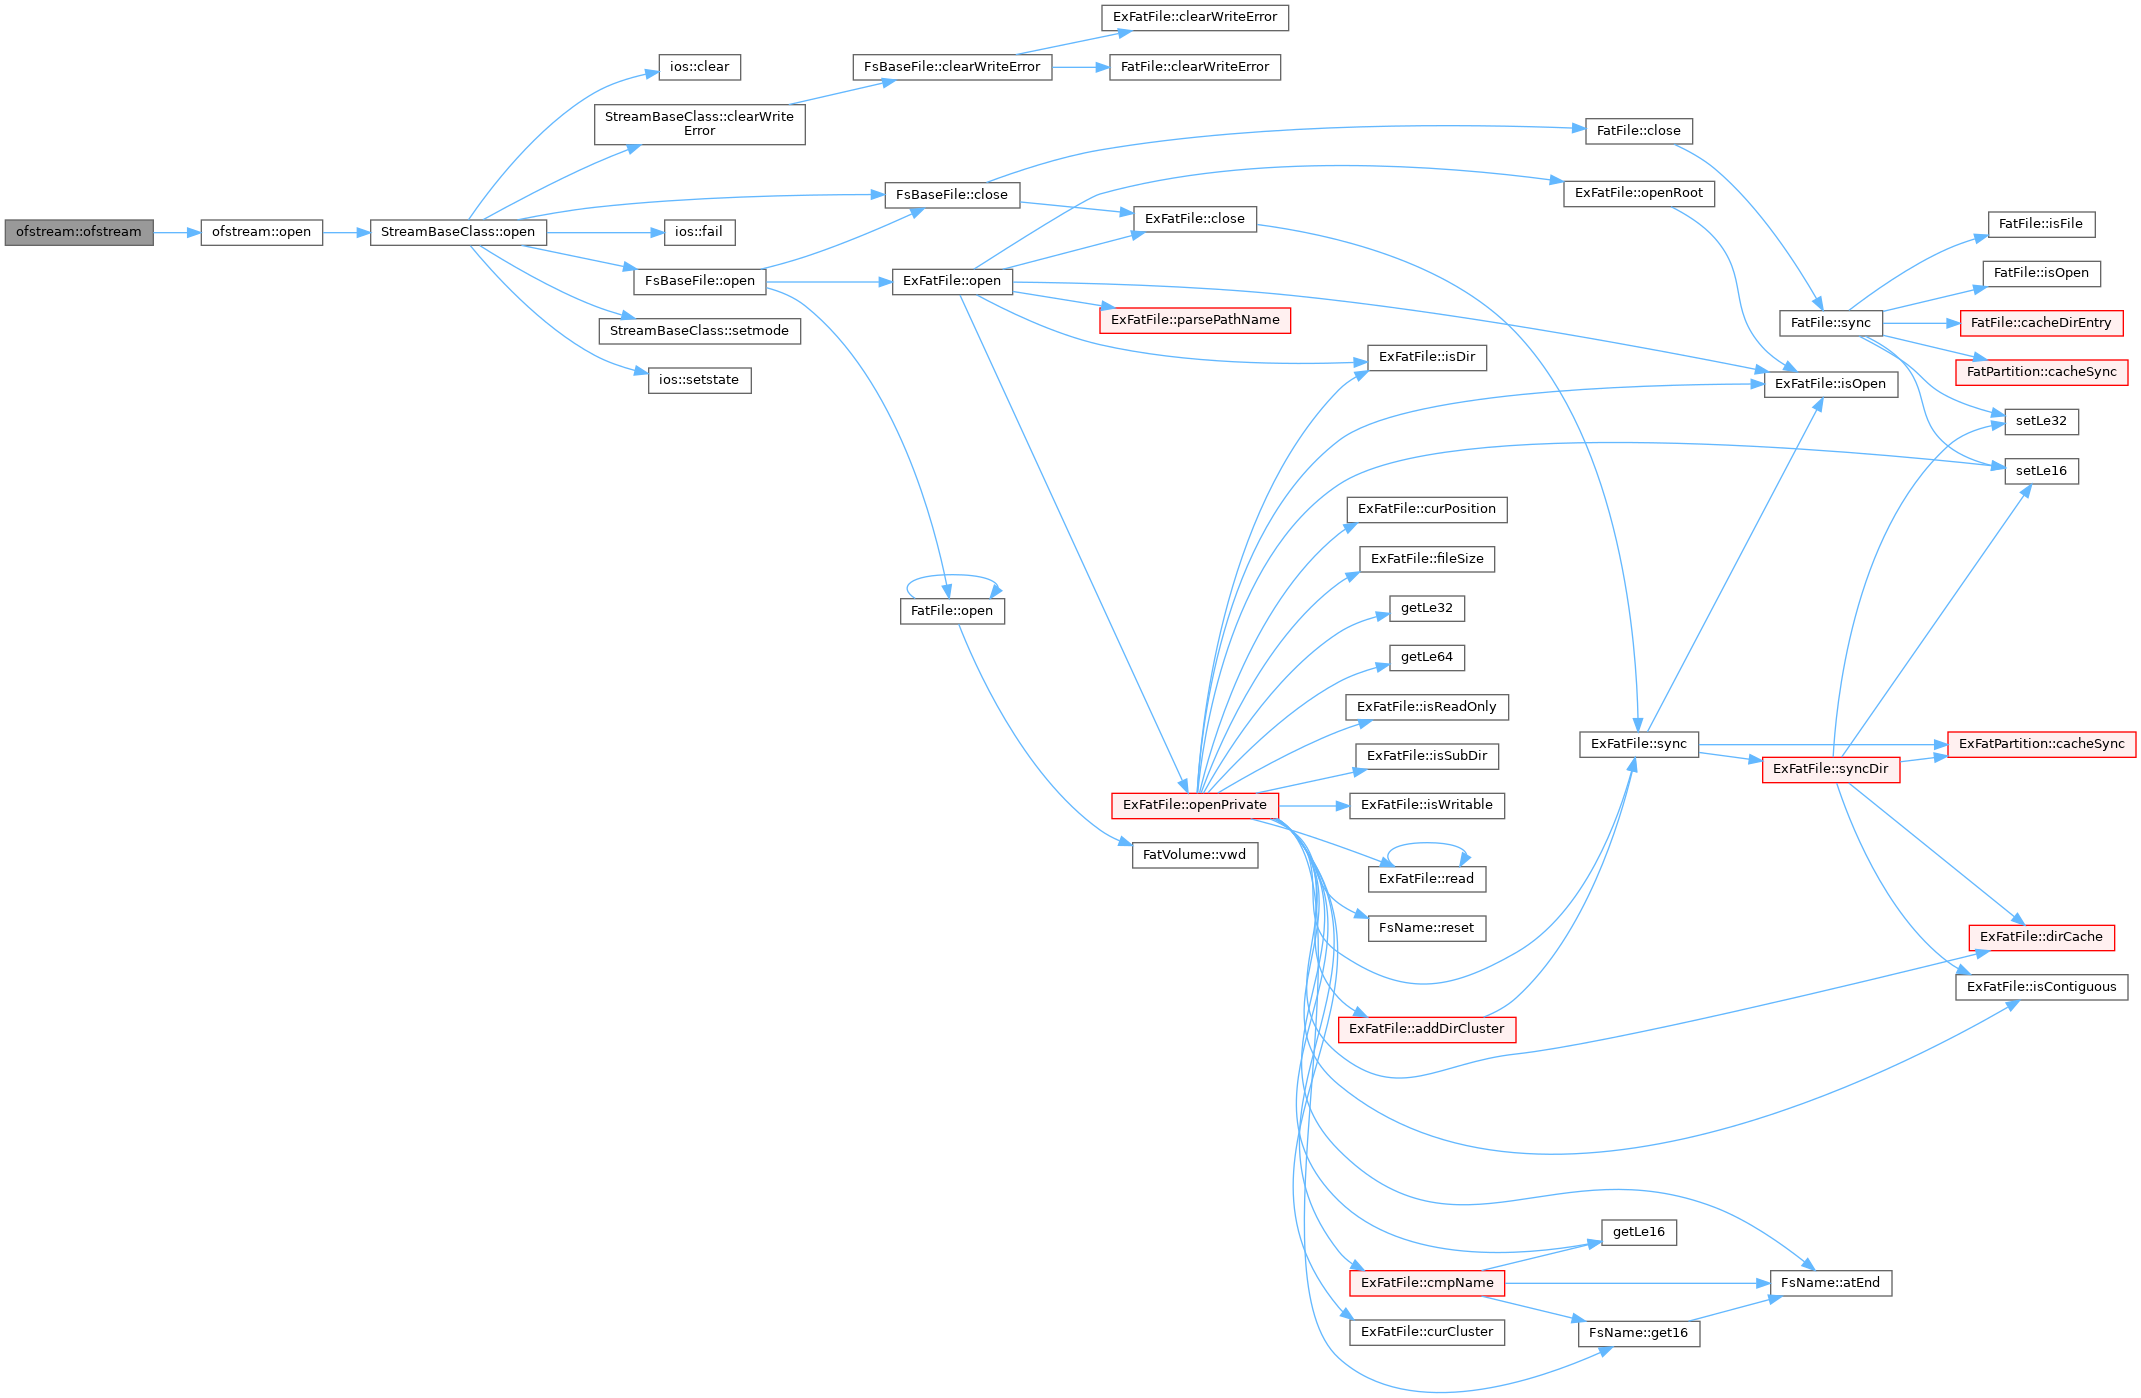 ofstream::ofstream
ofstream::open
StreamBaseClass::open
ios::clear
StreamBaseClass::clearWrite
Error
FsBaseFile::close
ios::fail
FsBaseFile::open
StreamBaseClass::setmode
ios::setstate
FsBaseFile::clearWriteError
ExFatFile::clearWriteError
FatFile::clearWriteError
ExFatFile::open
FatFile::open
ExFatFile::close
ExFatFile::parsePathName
ExFatFile::openPrivate
FatVolume::vwd
FatFile::close
ExFatFile::openRoot
ExFatFile::isDir
ExFatFile::curPosition
ExFatFile::fileSize
getLe32
getLe64
ExFatFile::isReadOnly
ExFatFile::isSubDir
ExFatFile::isWritable
ExFatFile::read
FsName::reset
ExFatFile::addDirCluster
ExFatFile::cmpName
ExFatFile::curCluster
ExFatFile::sync
getLe16
FsName::get16
FatFile::sync
ExFatFile::isOpen
ExFatFile::syncDir
FsName::atEnd
FatFile::isFile
FatFile::isOpen
FatFile::cacheDirEntry
FatPartition::cacheSync
setLe32
setLe16
ExFatPartition::cacheSync
ExFatFile::dirCache
ExFatFile::isContiguous